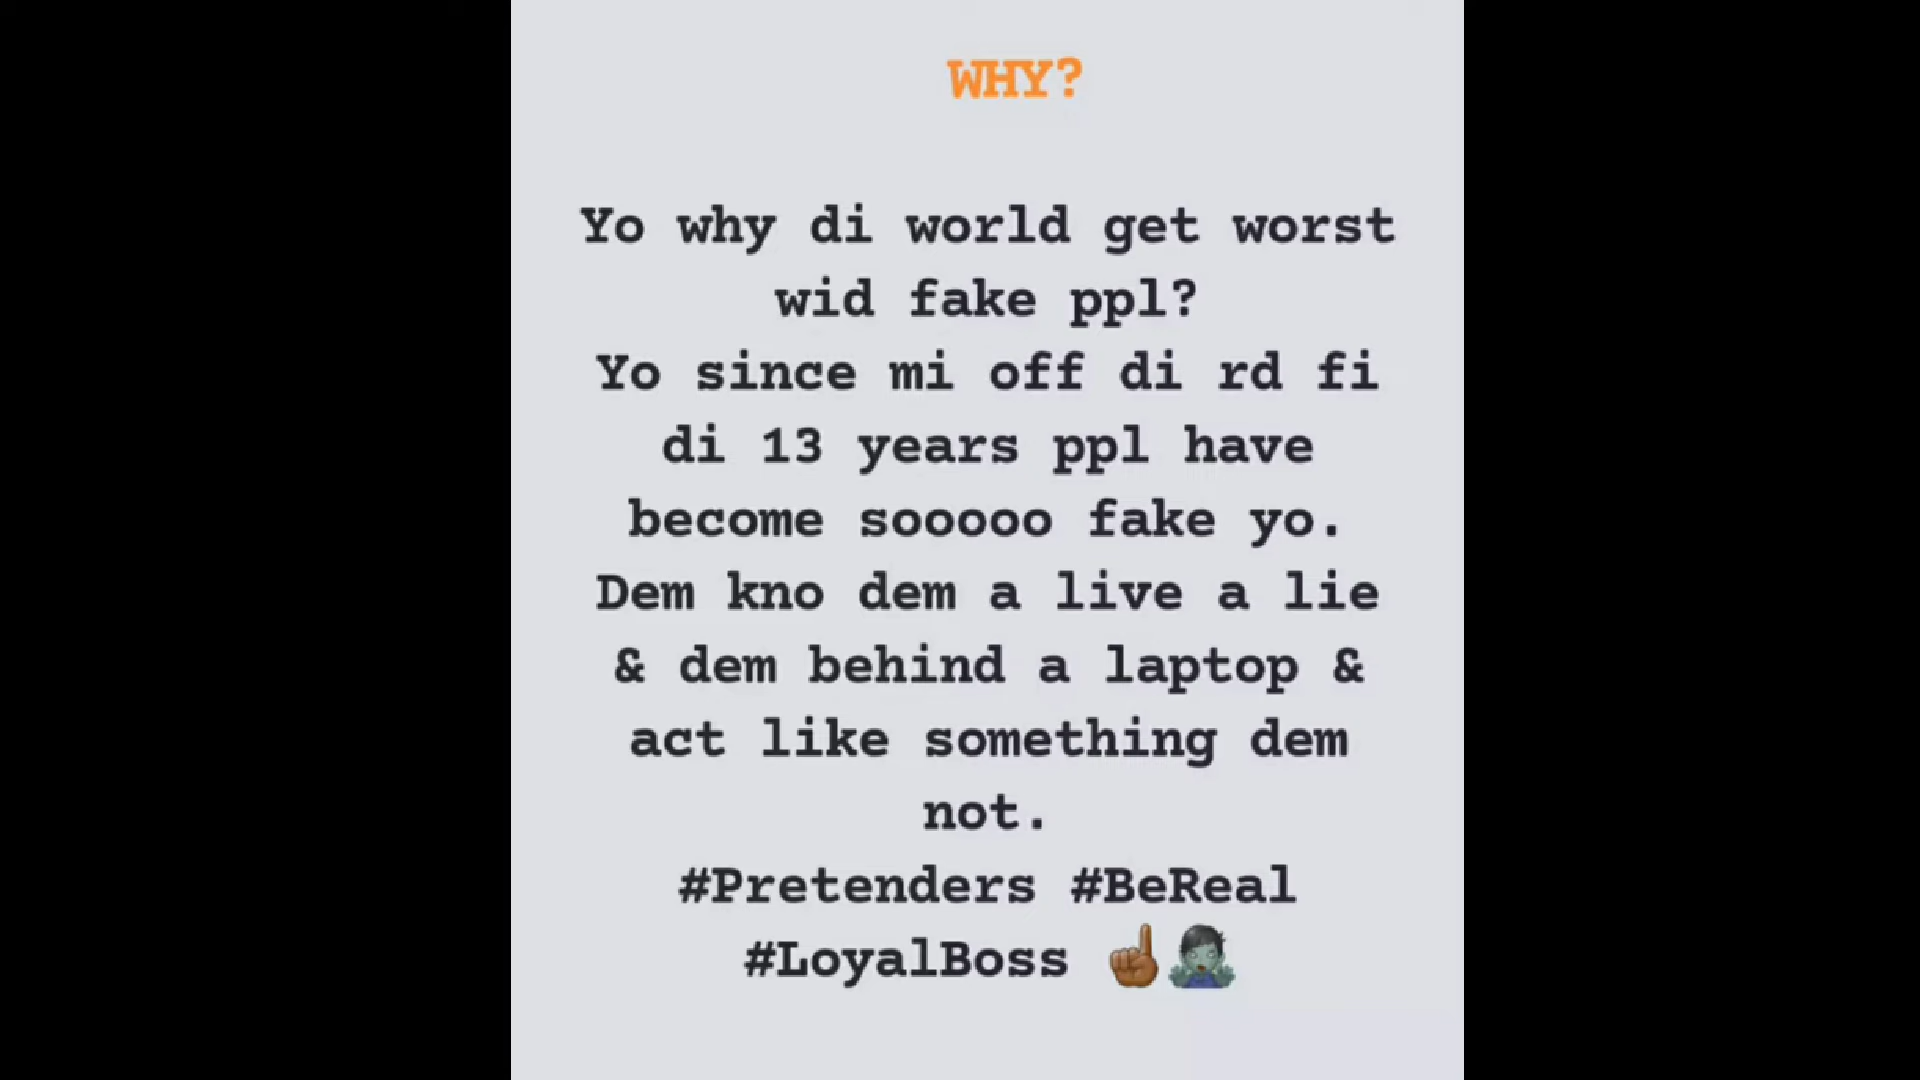 WHY?
Yo why di world get worst
wid fake ppl?
Yo since mi off di rd fi
di 13 years ppl have
become sooooo fake yo.
Dem kno dem a live a lie
& dem behind a laptop &
act like something dem
not.
#Pretenders #BeReal
#LoyalBoss ☝🏾🧟‍♂️